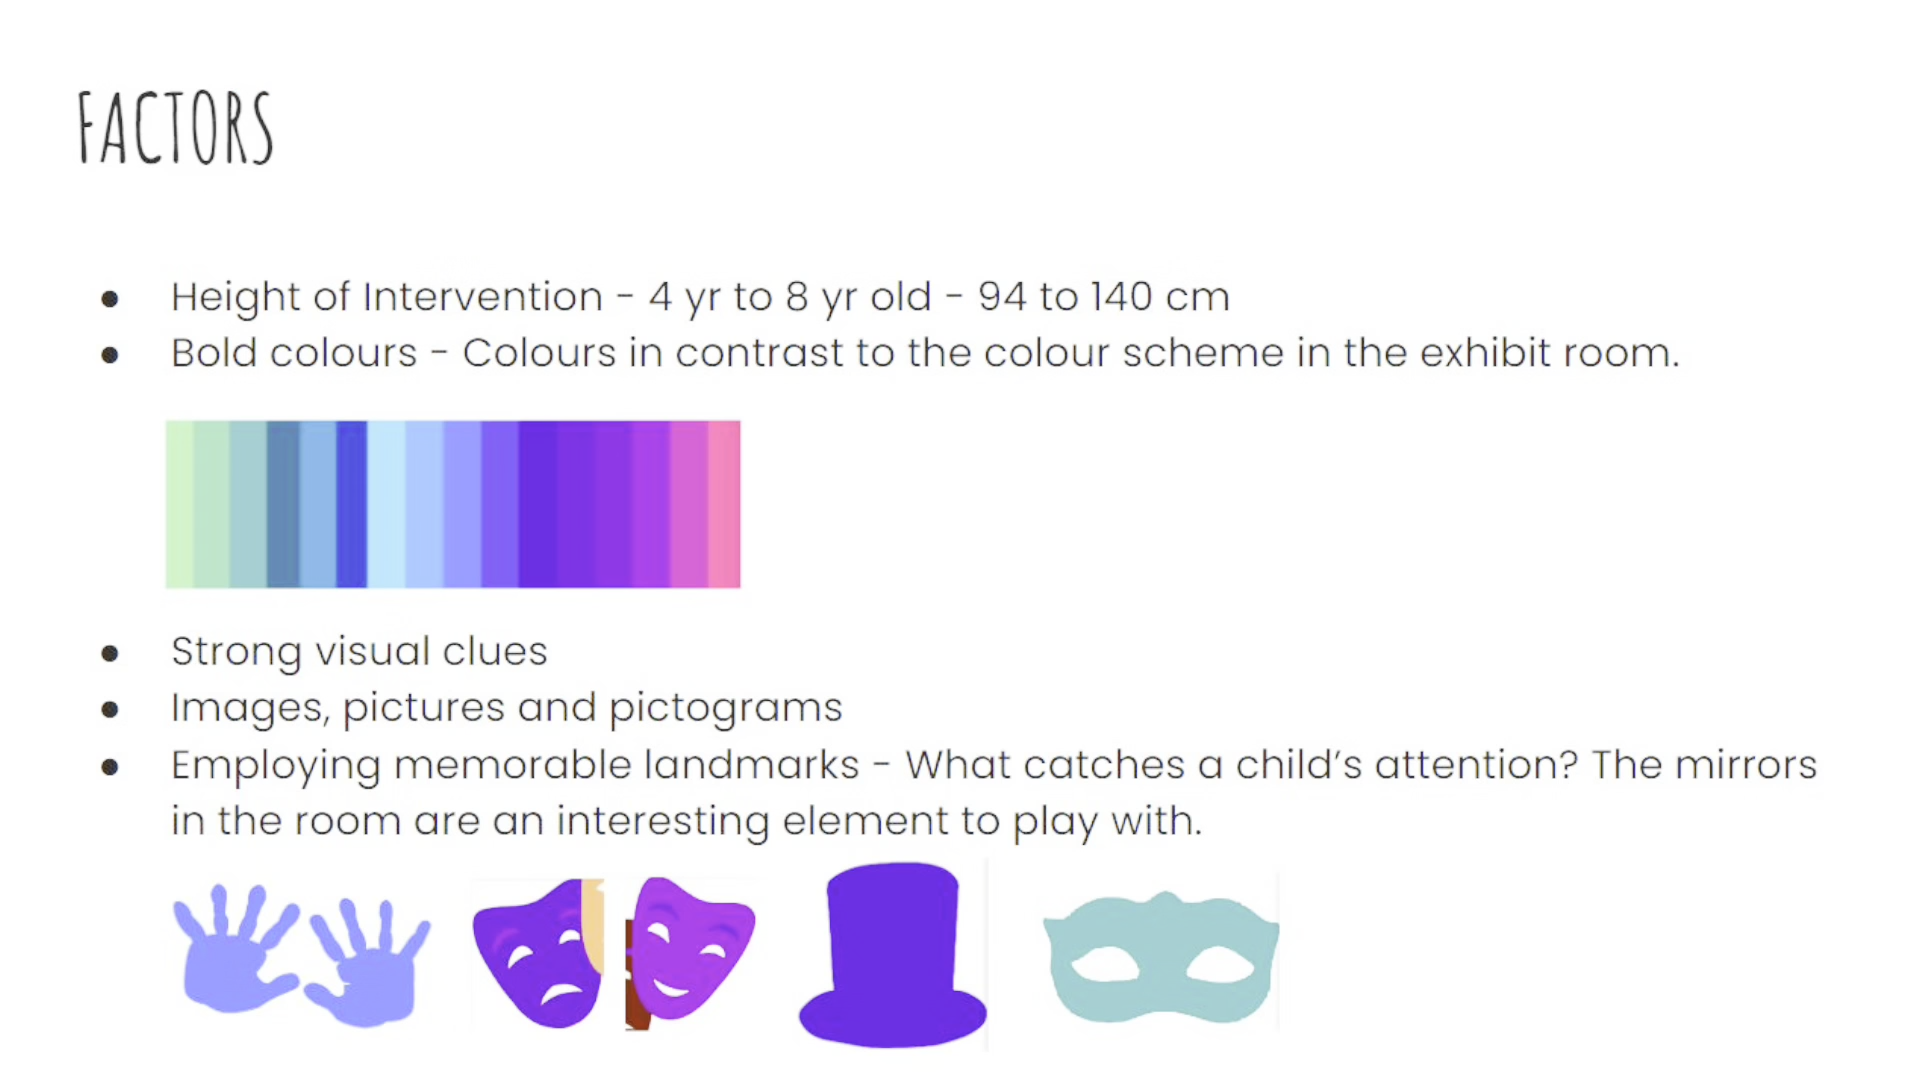 FACTORS
● Height of Intervention - 4 yr to 8 yr old - 94 to 140 cm
● Bold colours - Colours in contrast to the colour scheme in the exhibit room.
● Strong visual clues
● Images, pictures and pictograms
● Employing memorable landmarks - What catches a child’s attention? The mirrors
in the room are an interesting element to play with.